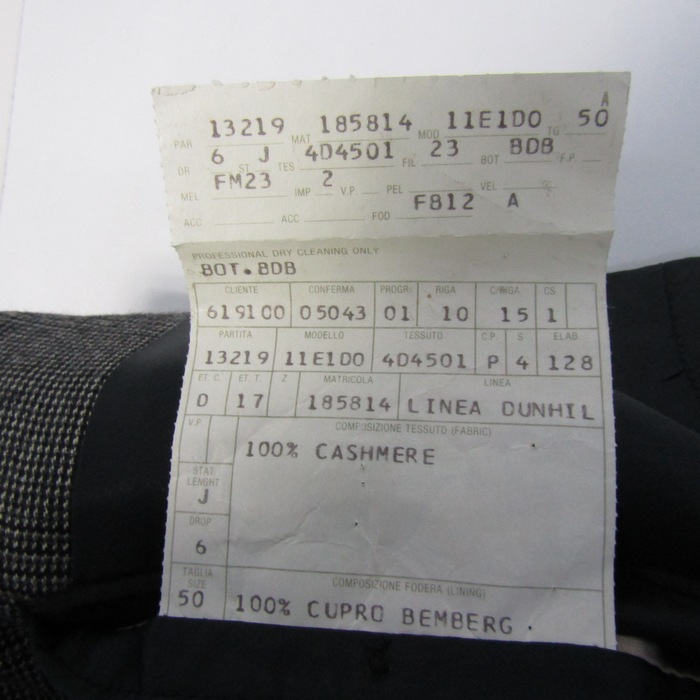 A
PAR 13219 MAT 185814 MOD 11E1D0 TG 50
DR 6 ST J TES 4D4501 FIL 23 BOT BDB F.P.
MEL FM23 IMP 2 V.P. PEL VEL
ACC ACC FOD F812 A
PROFESSIONAL DRY CLEANING ONLY
BOT.BDB
CLIENTE CONFERMA PROGR. RIGA C/RIGA CS
619100 05043 01 10 15 1
PARTITA MODELLO TESSUTO C.P. S ELAB.
13219 11E1D0 4D4501 P 4 128
ET. C. ET. T. Z MATRICOLA LINEA
D 17 185814 LINEA DUNHIL
V.P. COMPOSIZIONE TESSUTO (FABRIC)
100% CASHMERE
STAT
LENGHT
J
DROP
6
TAGLIA
SIZE
50
COMPOSIZIONE FODERA (LINING)
100% CUPRO BEMBERG .